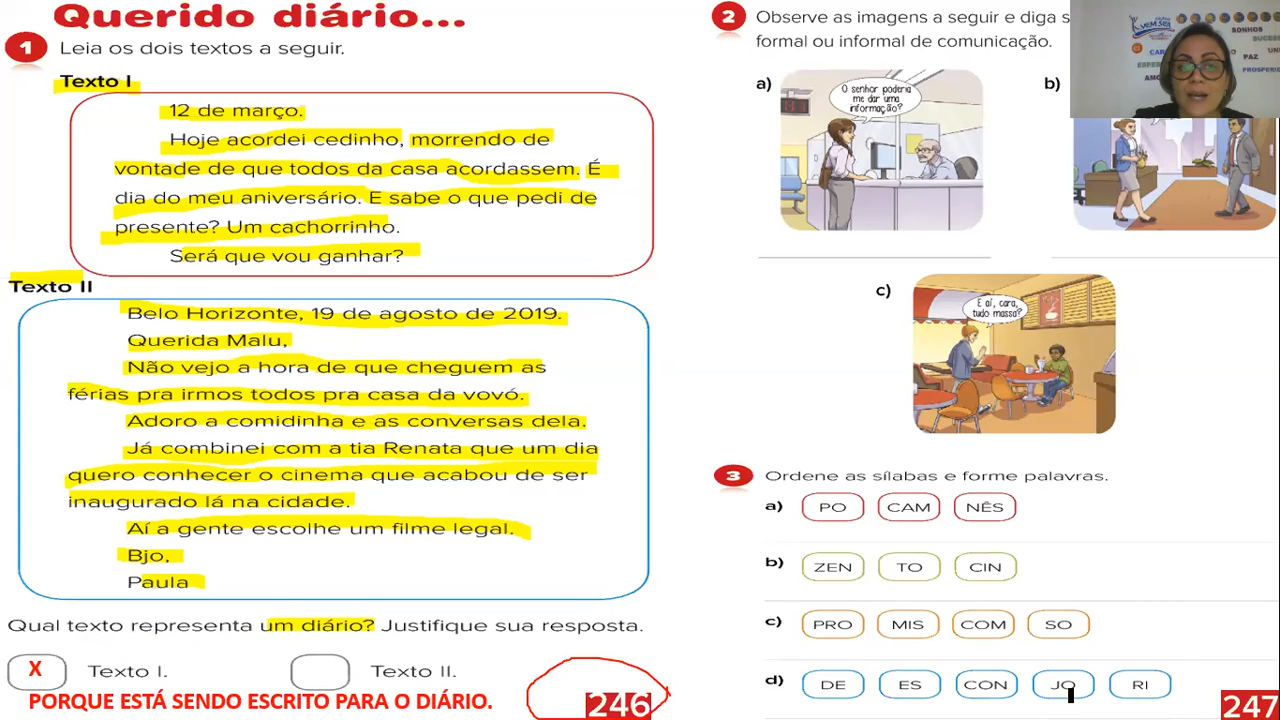 Querido diário...
1 Leia os dois textos a seguir.
Texto I
12 de março.
Hoje acordei cedinho, morrendo de
vontade de que todos da casa acordassem. É
dia do meu aniversário. E sabe o que pedi de
presente? Um cachorrinho.
Será que vou ganhar?
Texto II
Belo Horizonte, 19 de agosto de 2019.
Querida Malu,
Não vejo a hora de que cheguem as
férias pra irmos todos pra casa da vovó.
Adoro a comidinha e as conversas dela.
Já combinei com a tia Renata que um dia
quero conhecer o cinema que acabou de ser
inaugurado lá na cidade.
Aí a gente escolhe um filme legal.
Bjo,
Paula
Qual texto representa um diário? Justifique sua resposta.
X Texto I. Texto II.
PORQUE ESTÁ SENDO ESCRITO PARA O DIÁRIO.
246
2 Observe as imagens a seguir e diga s
formal ou informal de comunicação.
a)
O senhor poderia
me dar uma
informação?
b)
c)
E aí, cara,
tudo massa?
3 Ordene as sílabas e forme palavras.
a) PO CAM NÊS
b) ZEN TO CIN
c) PRO MIS COM SO
d) DE ES CON JO RI
247
VEM SER
SONHOS
PAZ